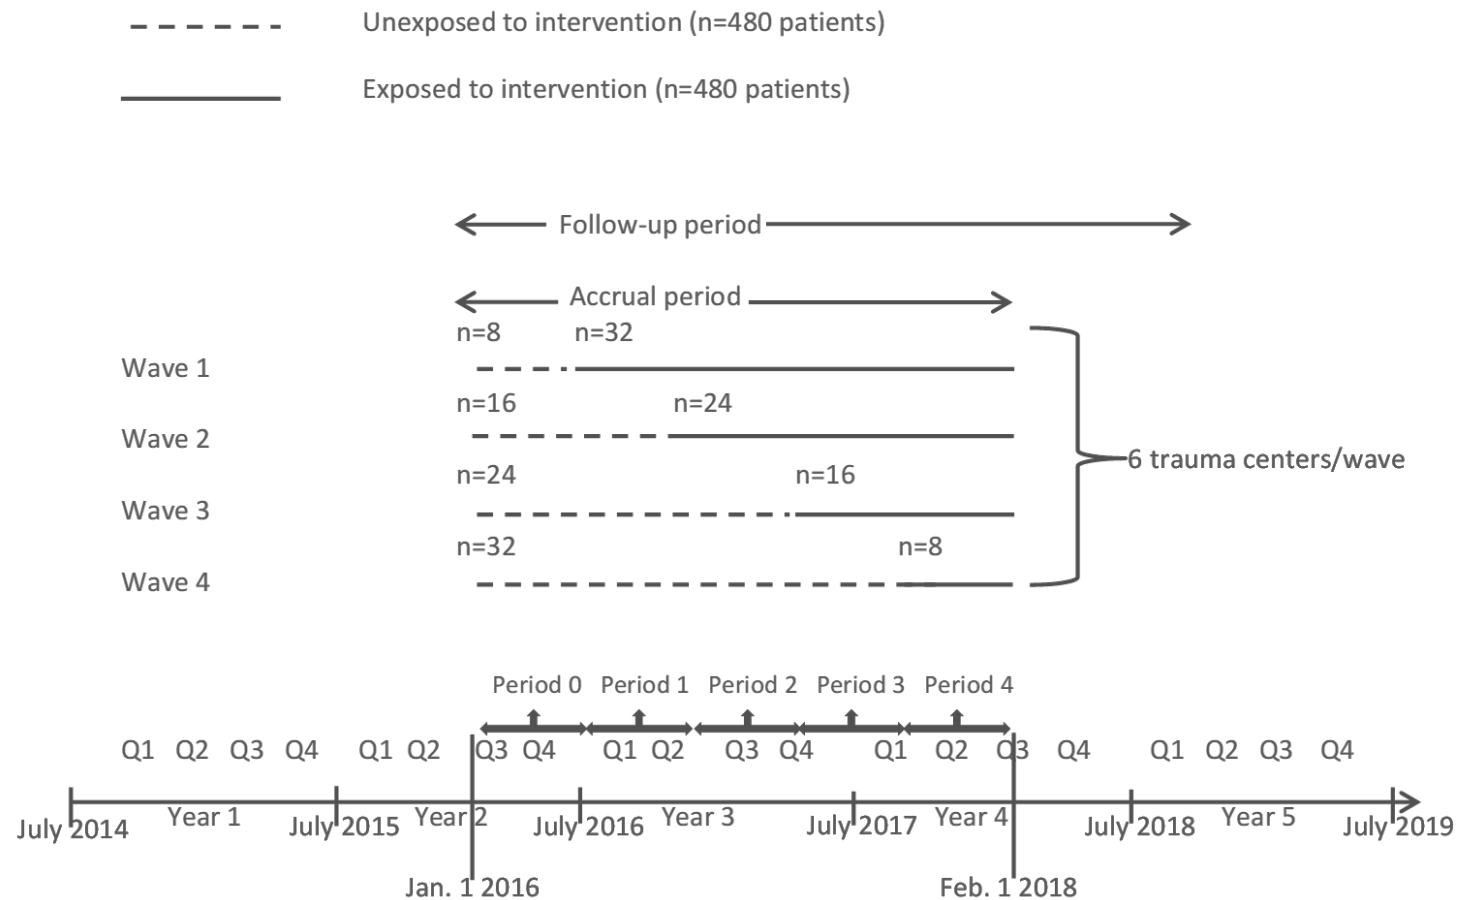 Unexposed to intervention (n=480 patients)
Exposed to intervention (n=480 patients)
Follow-up period
Accrual period
n=8 n=32
Wave 1
n=16 n=24
Wave 2
6 trauma centers/wave
n=24 n=16
Wave 3
n=32 n=8
Wave 4
Period 0 Period 1 Period 2 Period 3 Period 4
Q1 Q2 Q3 Q4 Q1 Q2 Q3 Q4 Q1 Q2 Q3 Q4 Q1 Q2 Q3 Q4 Q1 Q2 Q3 Q4
July 2014 Year 1 July 2015 Year 2 July 2016 Year 3 July 2017 Year 4 July 2018 Year 5 July 2019
Jan. 1 2016 Feb. 1 2018